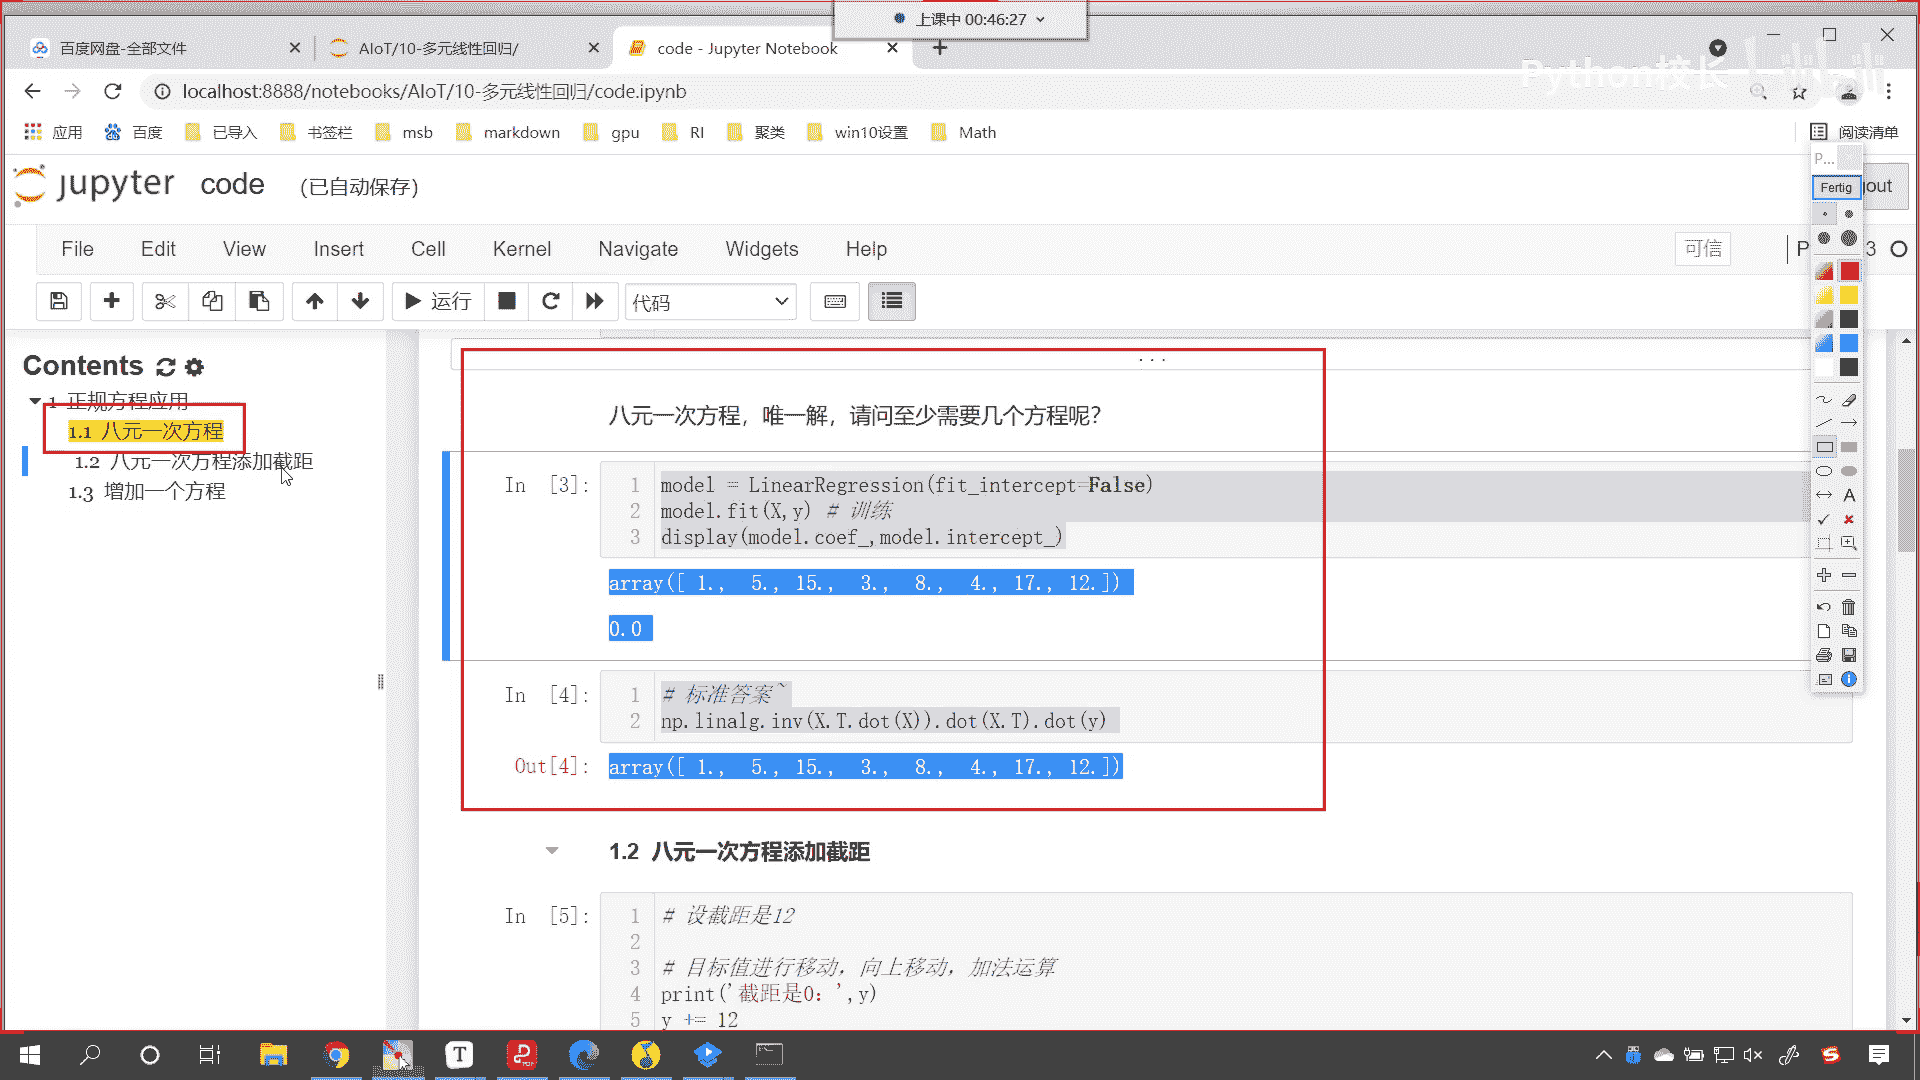 上课中 00:46:27
百度网盘-全部文件
AIoT/10-多元线性回归/
code - Jupyter Notebook
Python校长
localhost:8888/notebooks/AIoT/10-多元线性回归/code.ipynb
应用 百度 已导入 书签栏 msb markdown gpu RI 聚类 win10设置 Math 阅读清单
P...
jupyter code (已自动保存)
Fertig
out
File Edit View Insert Cell Kernel Navigate Widgets Help 可信 P 3
运行 代码
Contents
1 正规方程应用
1.1 八元一次方程
1.2 八元一次方程添加截距
1.3 增加一个方程
...
八元一次方程，唯一解，请问至少需要几个方程呢？
In [3]:
1 model = LinearRegression(fit_intercept=False)
2 model.fit(X,y) # 训练
3 display(model.coef_,model.intercept_)
array([ 1., 5., 15., 3., 8., 4., 17., 12.])
0.0
In [4]:
1 # 标准答案~
2 np.linalg.inv(X.T.dot(X)).dot(X.T).dot(y)
Out[4]: array([ 1., 5., 15., 3., 8., 4., 17., 12.])
1.2 八元一次方程添加截距
In [5]:
1 # 设截距是12
2
3 # 目标值进行移动，向上移动，加法运算
4 print('截距是0：',y)
5 y += 12